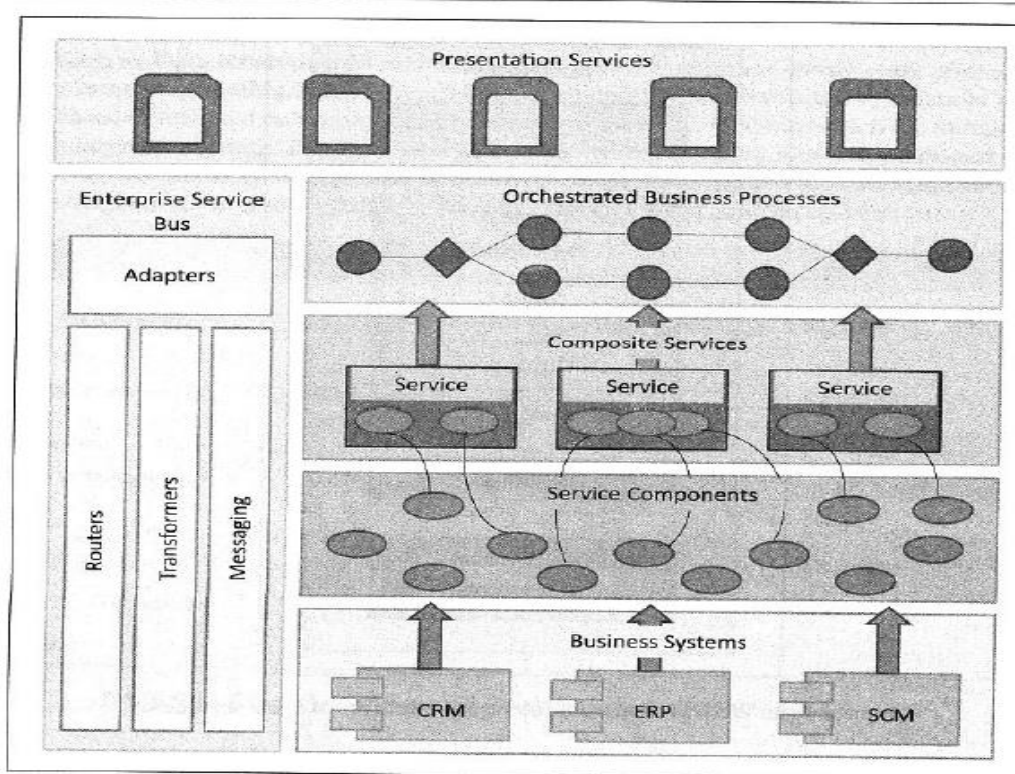 Presentation Services
Enterprise Service
Bus
Adapters
Routers
Transformers
Messaging
Orchestrated Business Processes
Composite Services
Service
Service
Service
Service Components
Business Systems
CRM
ERP
SCM